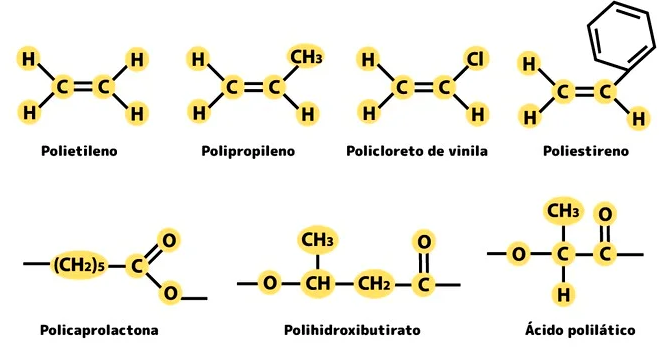 H H
C C
H H
Polietileno
H CH3
C C
H H
Polipropileno
H Cl
C C
H H
Policloreto de vinila
H
C C
H H
Poliestireno
O
(CH2)5 C
O
Policaprolactona
CH3 O
O CH CH2 C
Polihidroxibutirato
CH3 O
O C C
H
Ácido polilático